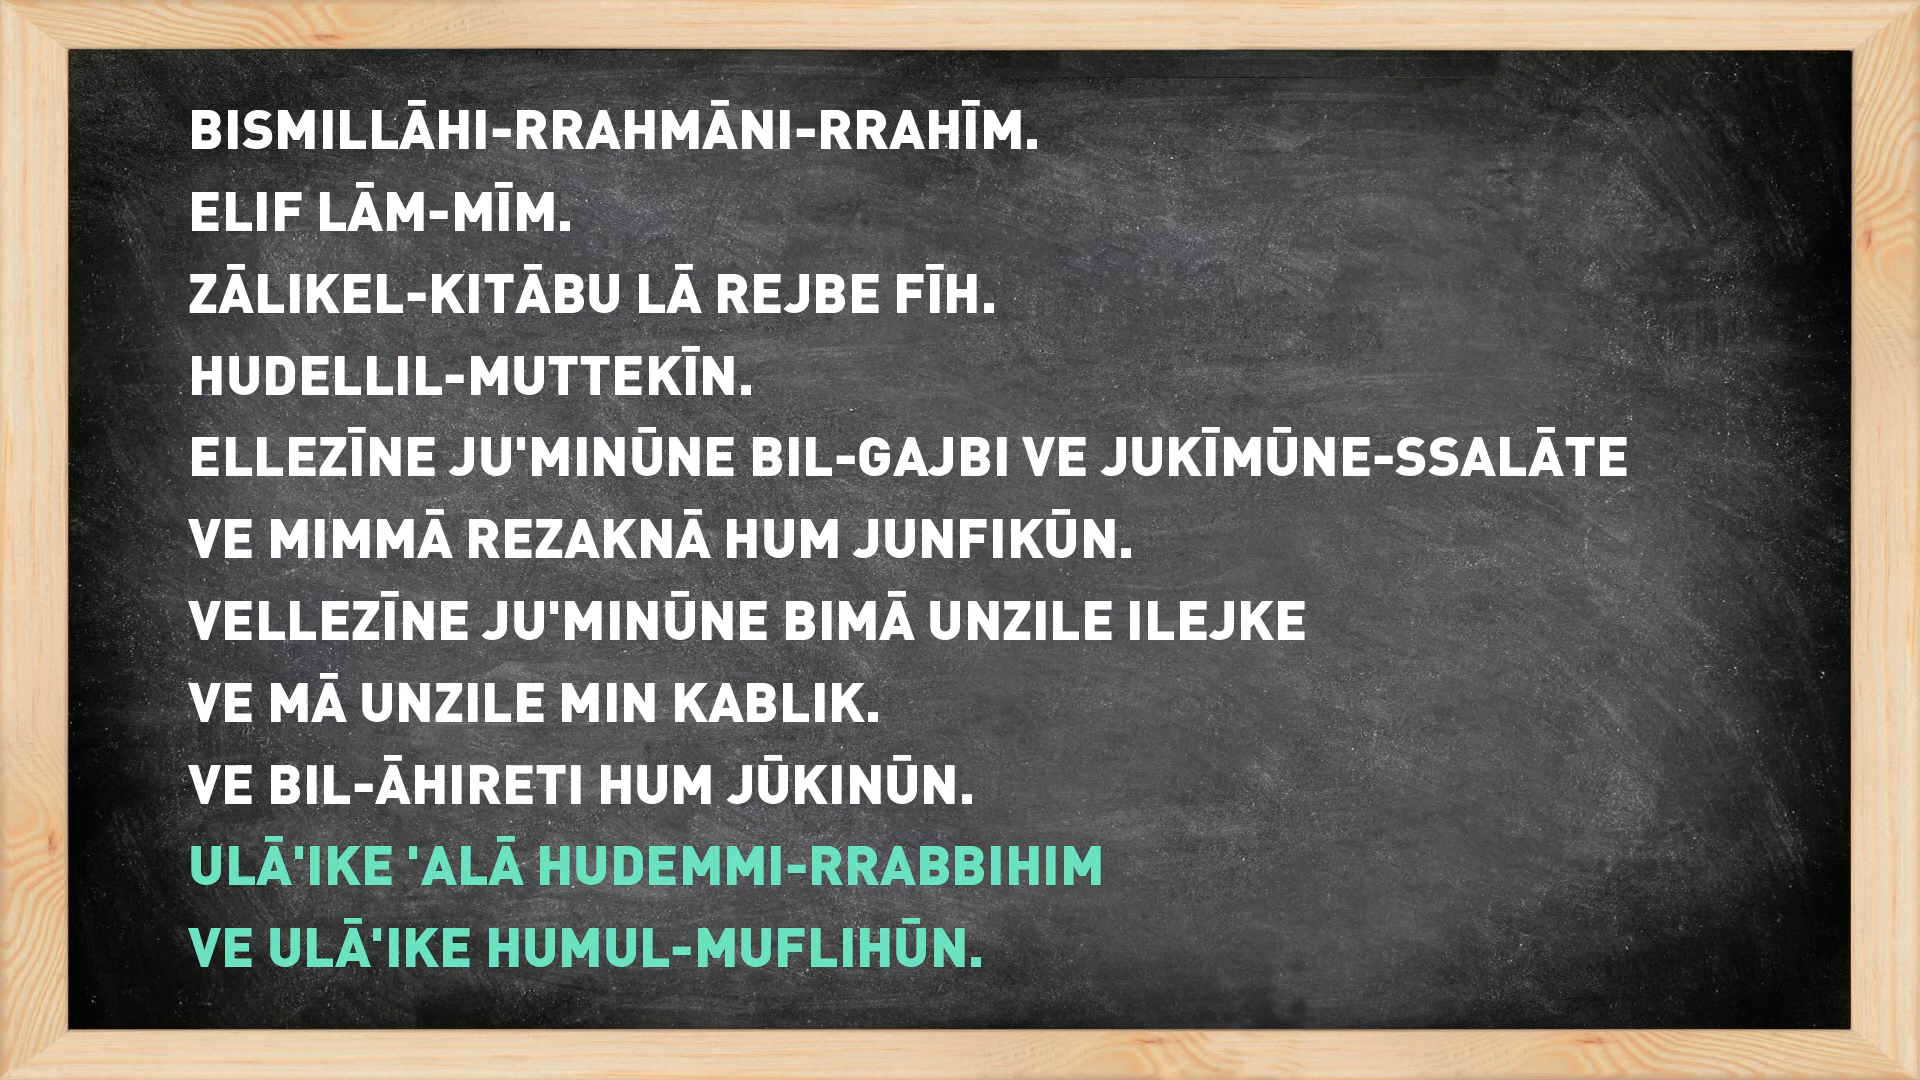 BISMILLĀHI-RRAHMĀNI-RRAHĪM.
ELIF LĀM-MĪM.
ZĀLIKEL-KITĀBU LĀ REJBE FĪH.
HUDELLIL-MUTTEKĪN.
ELLEZĪNE JU'MINŪNE BIL-GAJBI VE JUKĪMŪNE-SSALĀTE
VE MIMMĀ REZAKNĀ HUM JUNFIKŪN.
VELLEZĪNE JU'MINŪNE BIMĀ UNZILE ILEJKE
VE MĀ UNZILE MIN KABLIK.
VE BIL-ĀHIRETI HUM JŪKINŪN.
ULĀ'IKE 'ALĀ HUDEMMI-RRABBIHIM
VE ULĀ'IKE HUMUL-MUFLIHŪN.